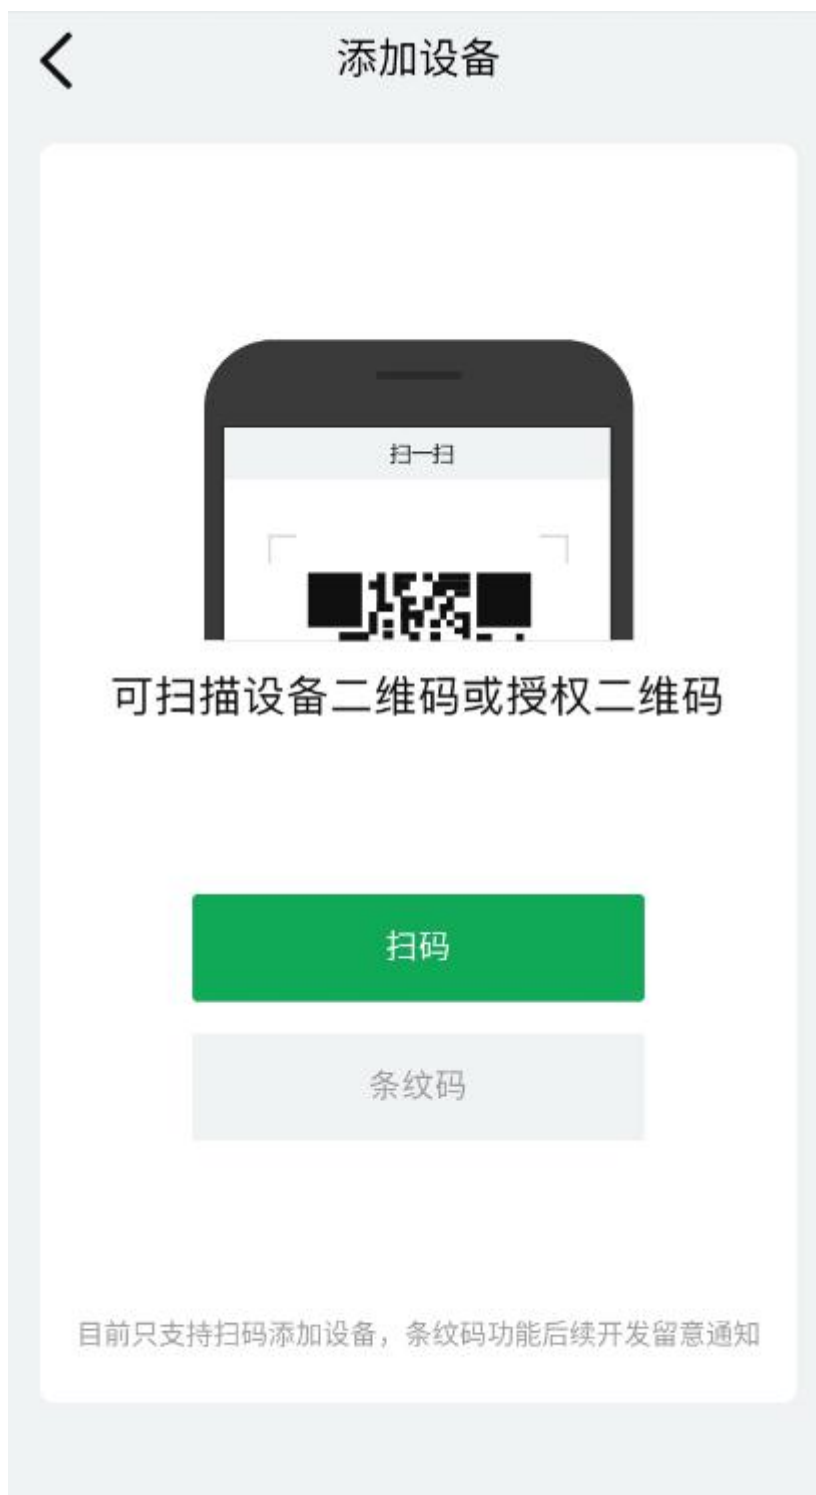 添加设备
扫一扫
可扫描设备二维码或授权二维码
扫码
条纹码
目前只支持扫码添加设备，条纹码功能后续开发留意通知